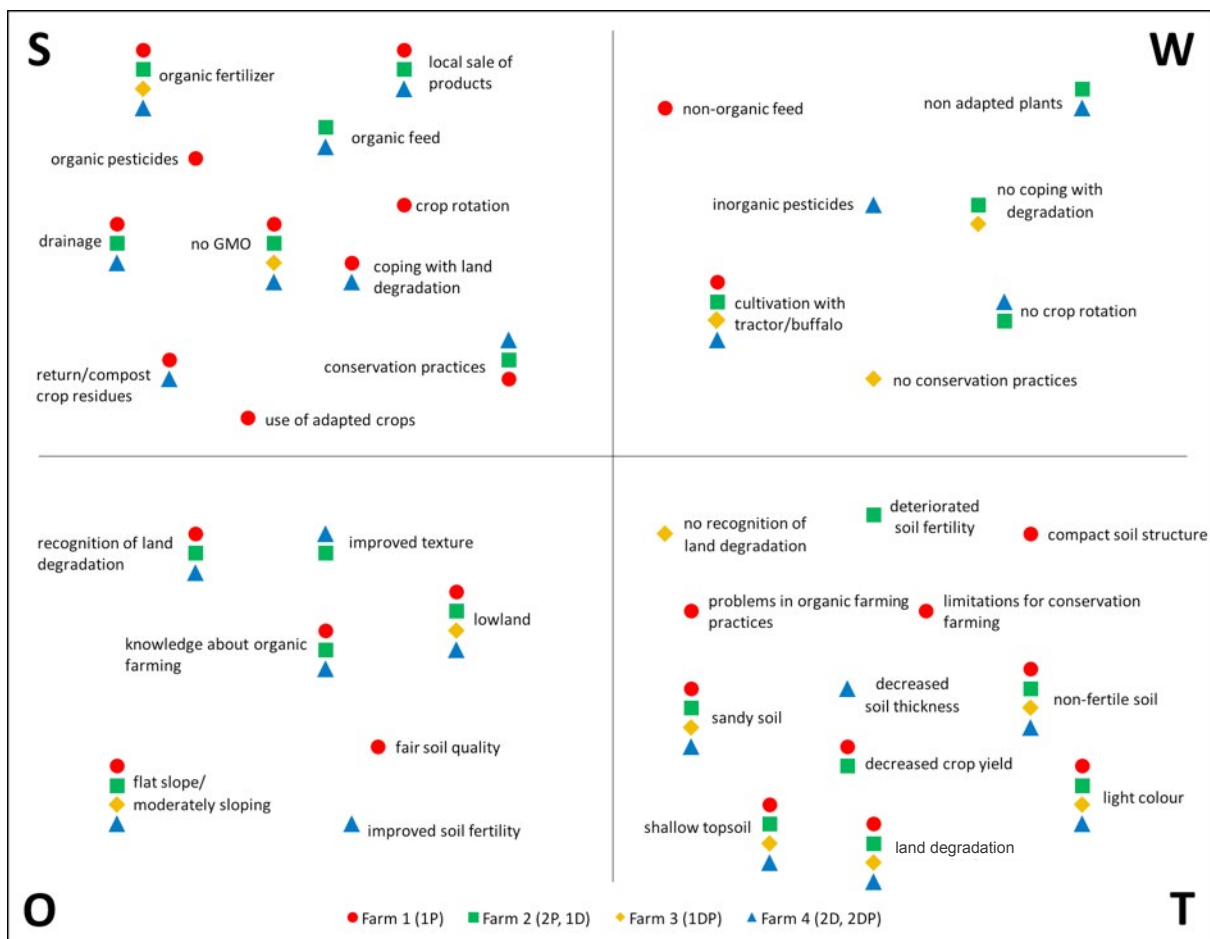 S
organic fertilizer
local sale of
products
organic feed
organic pesticides
crop rotation
drainage
no GMO
coping with land
degradation
return/compost
crop residues
conservation practices
use of adapted crops
W
non-organic feed
non adapted plants
inorganic pesticides
no coping with
degradation
cultivation with
tractor/buffalo
no crop rotation
no conservation practices
recognition of land
degradation
improved texture
lowland
knowledge about organic
farming
fair soil quality
flat slope/
moderately sloping
improved soil fertility
O
no recognition of
land degradation
deteriorated
soil fertility
compact soil structure
problems in organic farming
practices
limitations for conservation
farming
sandy soil
decreased
soil thickness
non-fertile soil
decreased crop yield
light colour
shallow topsoil
land degradation
T
Farm 1 (1P) Farm 2 (2P, 1D) Farm 3 (1DP) Farm 4 (2D, 2DP)